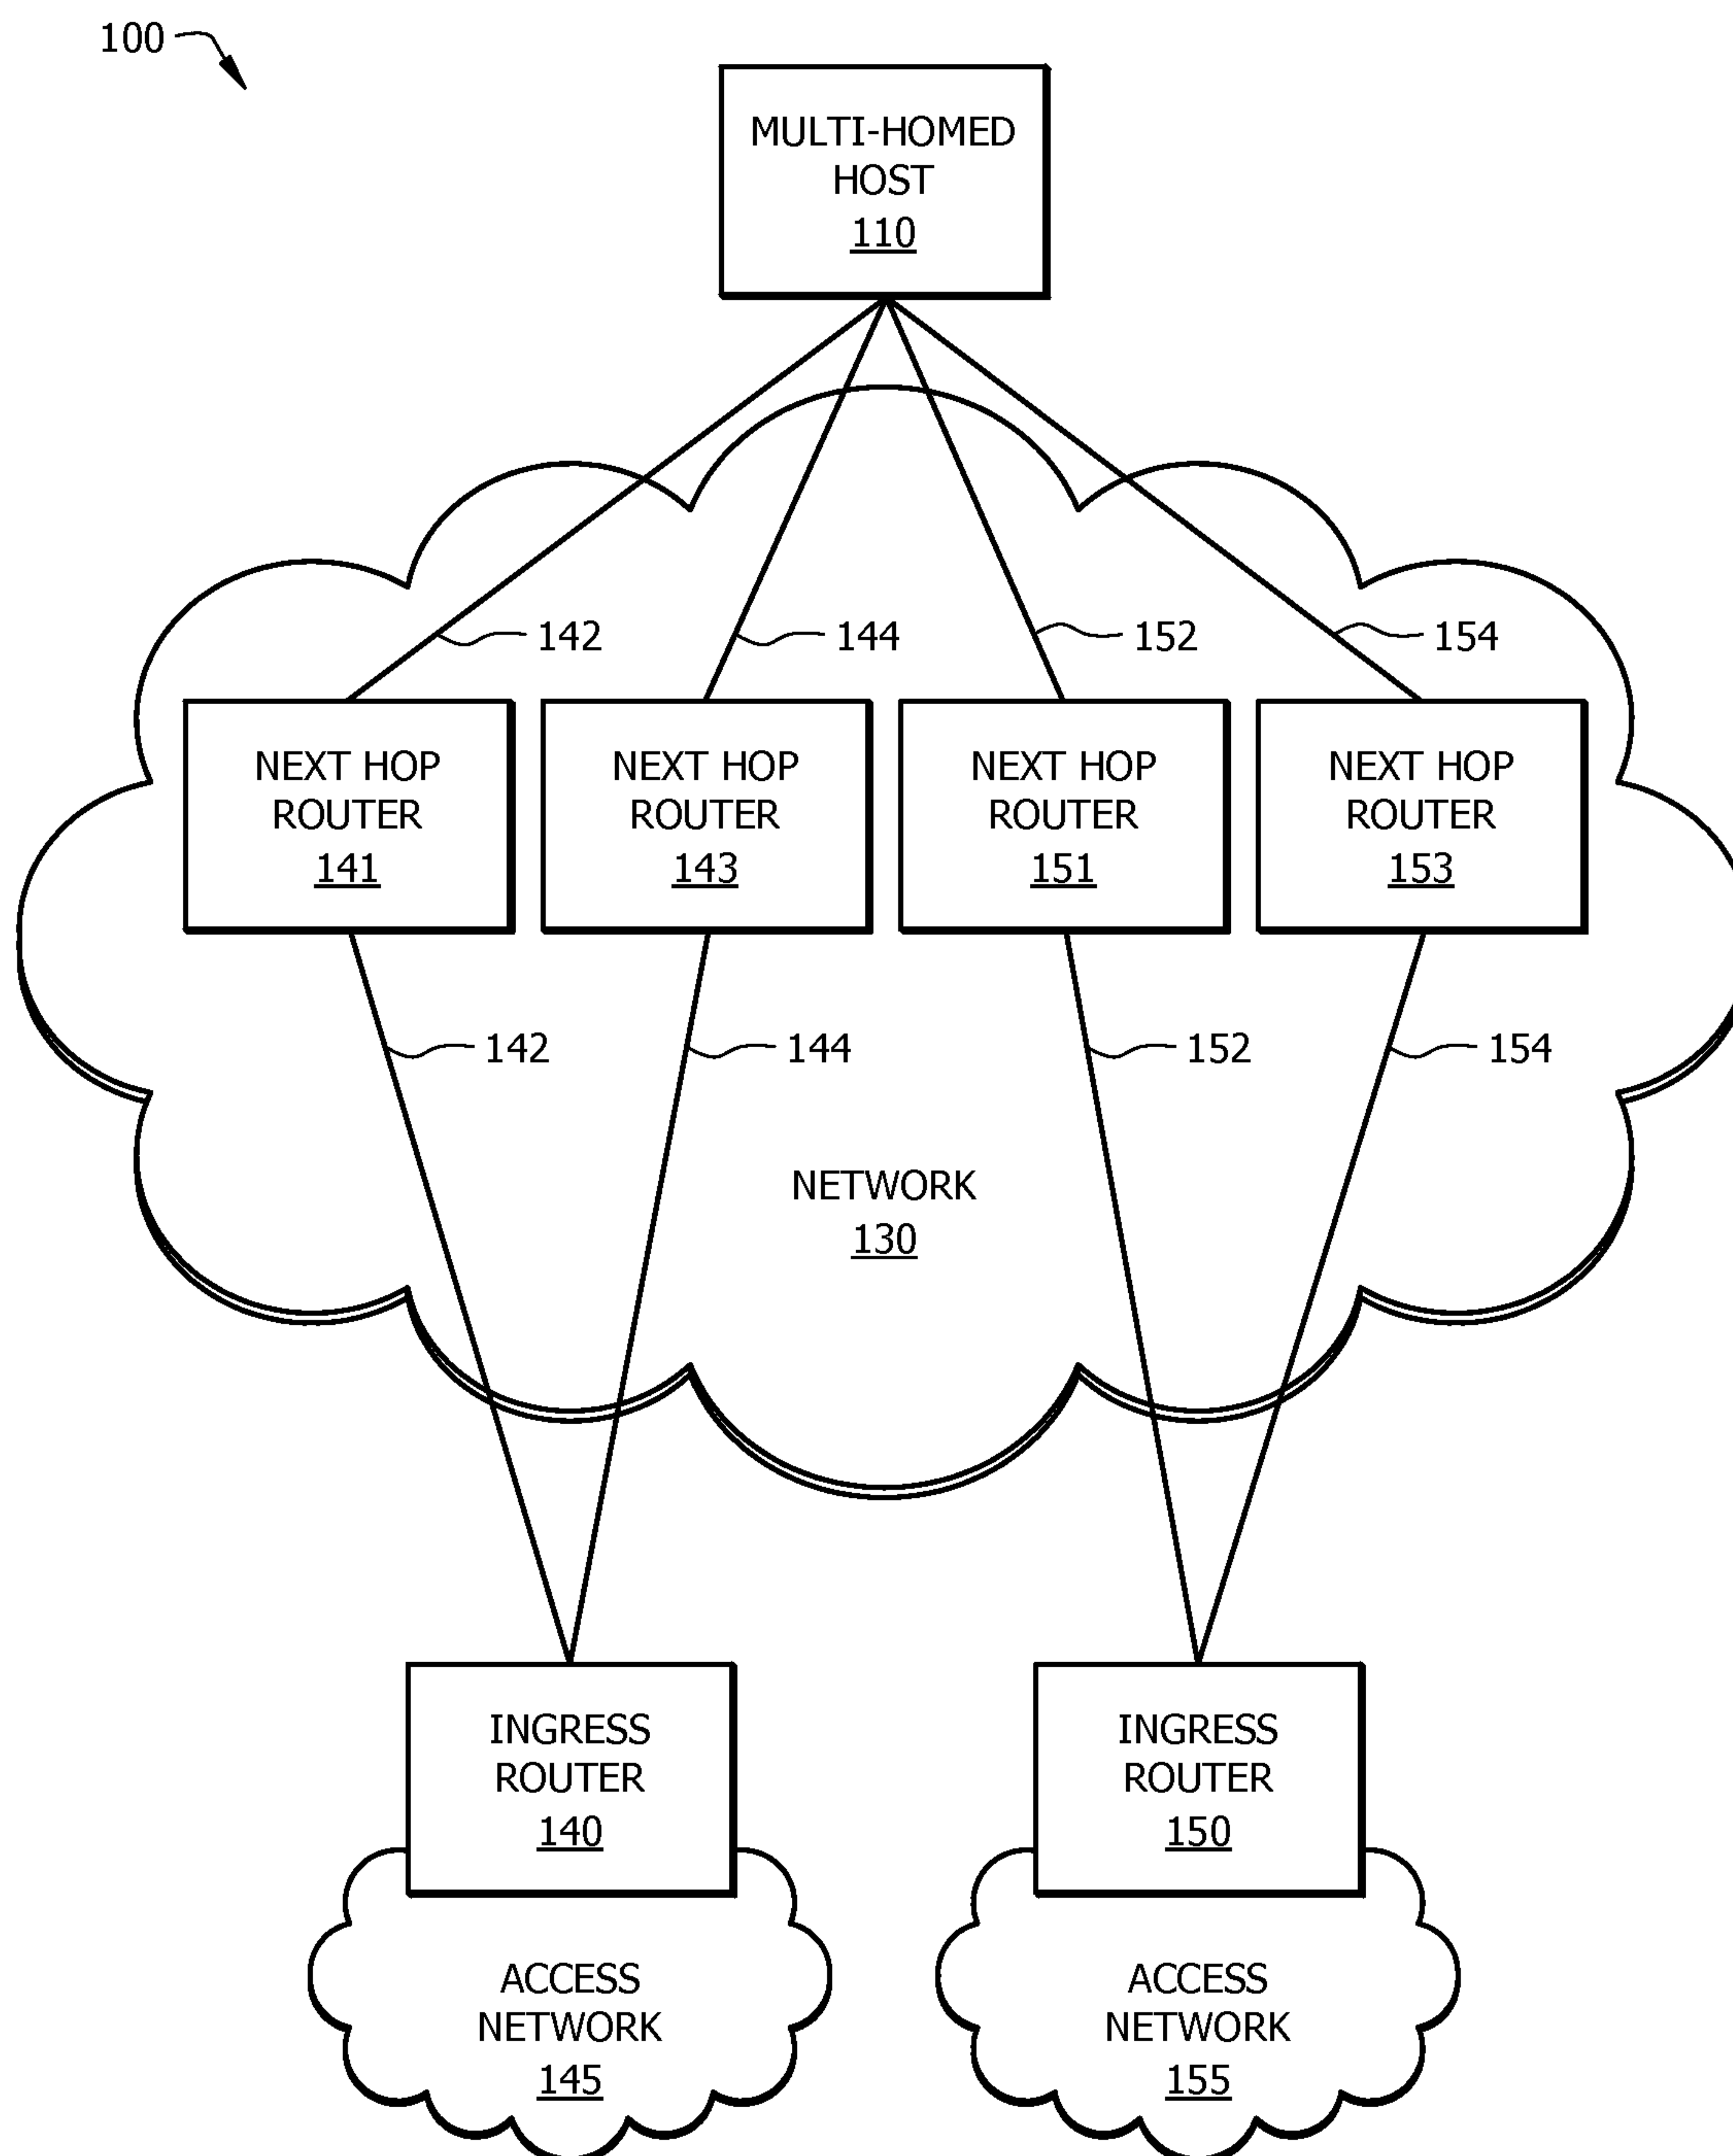 100
MULTI-HOMED
HOST
110
142
144
152
154
NEXT HOP
ROUTER
141
NEXT HOP
ROUTER
143
NEXT HOP
ROUTER
151
NEXT HOP
ROUTER
153
142
144
152
154
NETWORK
130
INGRESS
ROUTER
140
INGRESS
ROUTER
150
ACCESS
NETWORK
145
ACCESS
NETWORK
155